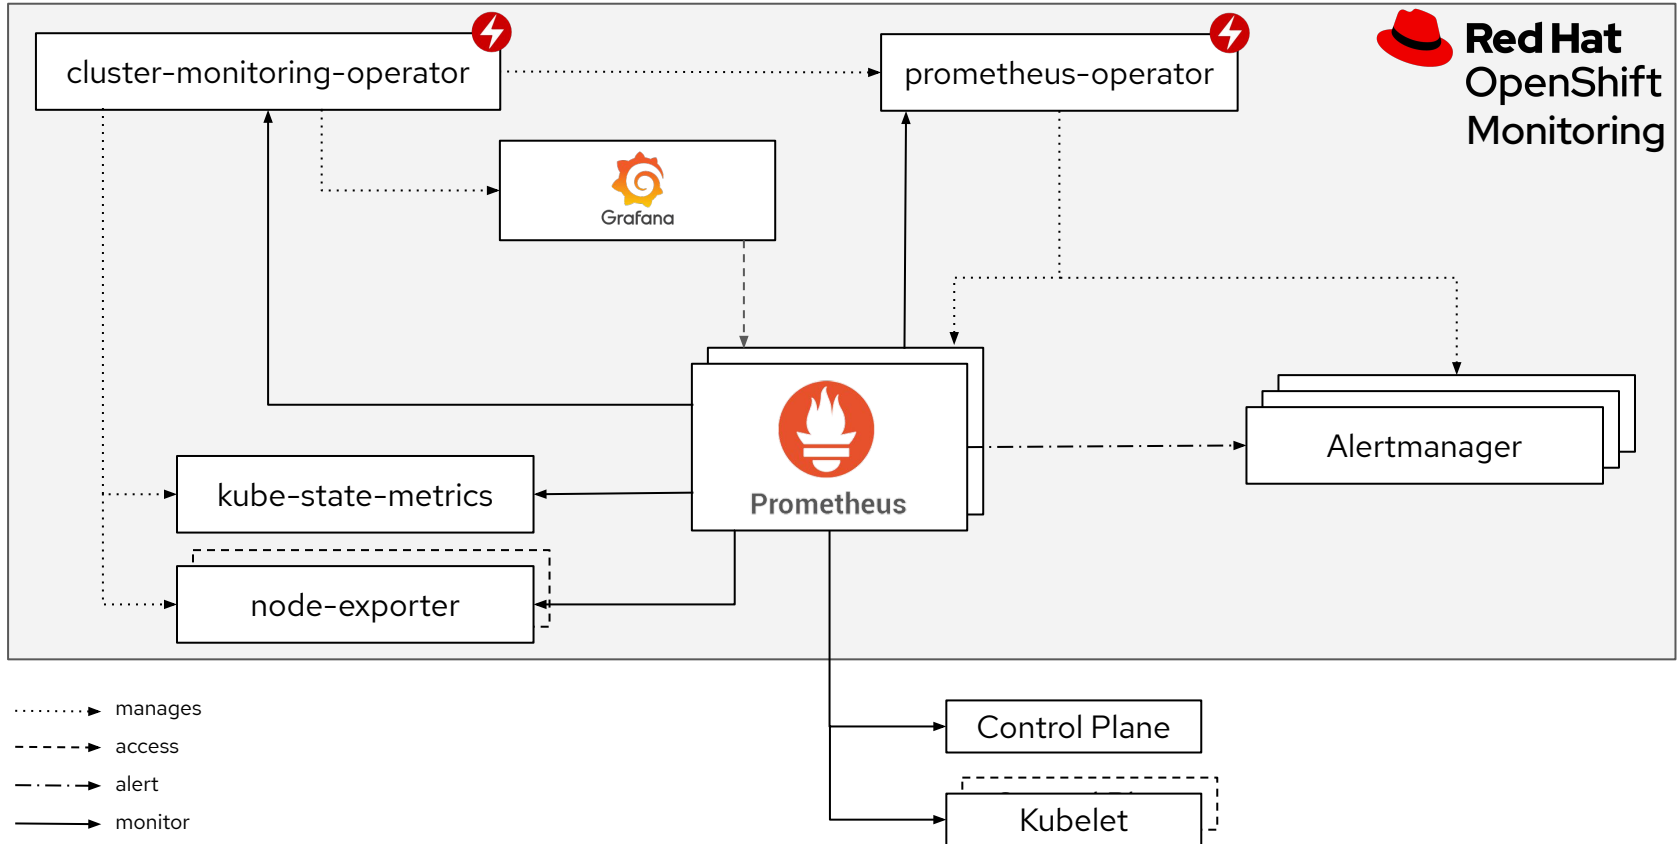 cluster-monitoring-operator
prometheus-operator
Red Hat
OpenShift
Monitoring
Grafana
Prometheus
Alertmanager
kube-state-metrics
node-exporter
manages
access
alert
monitor
Control Plane
Kubelet